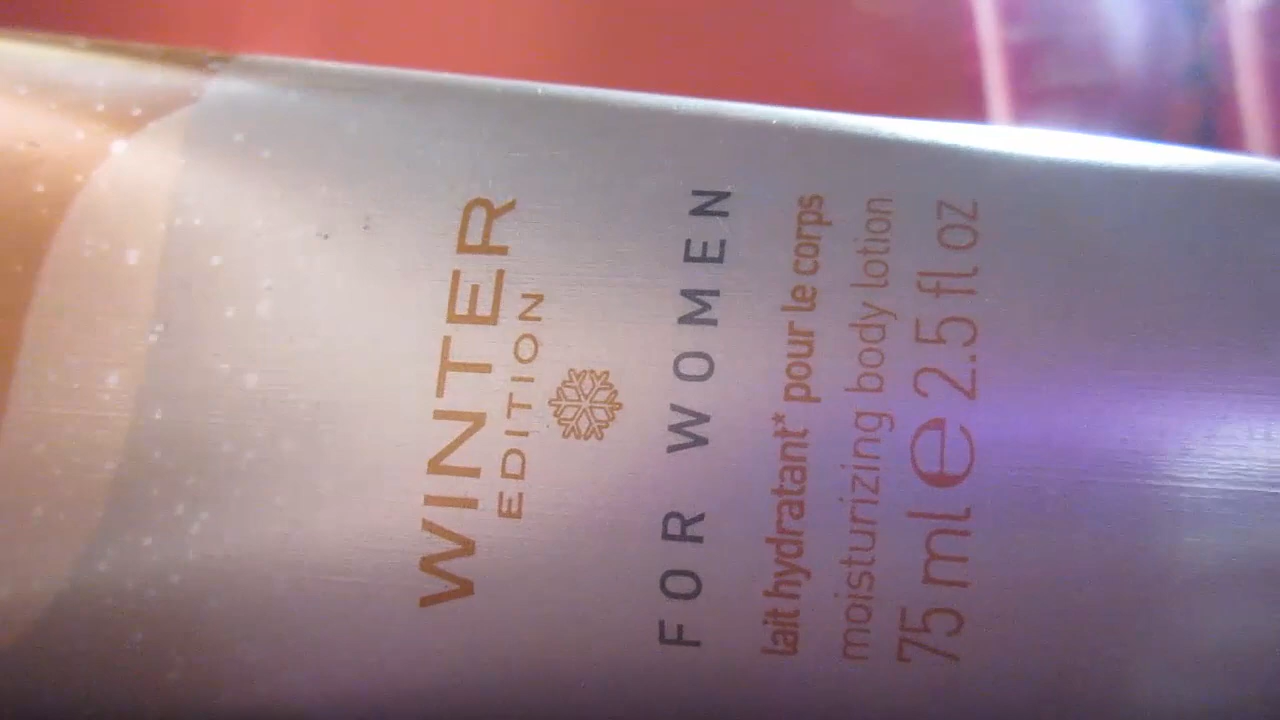 WINTER
EDITION
FOR WOMEN
lait hydratant* pour le corps
moisturizing body lotion
75 ml e 2.5 fl oz